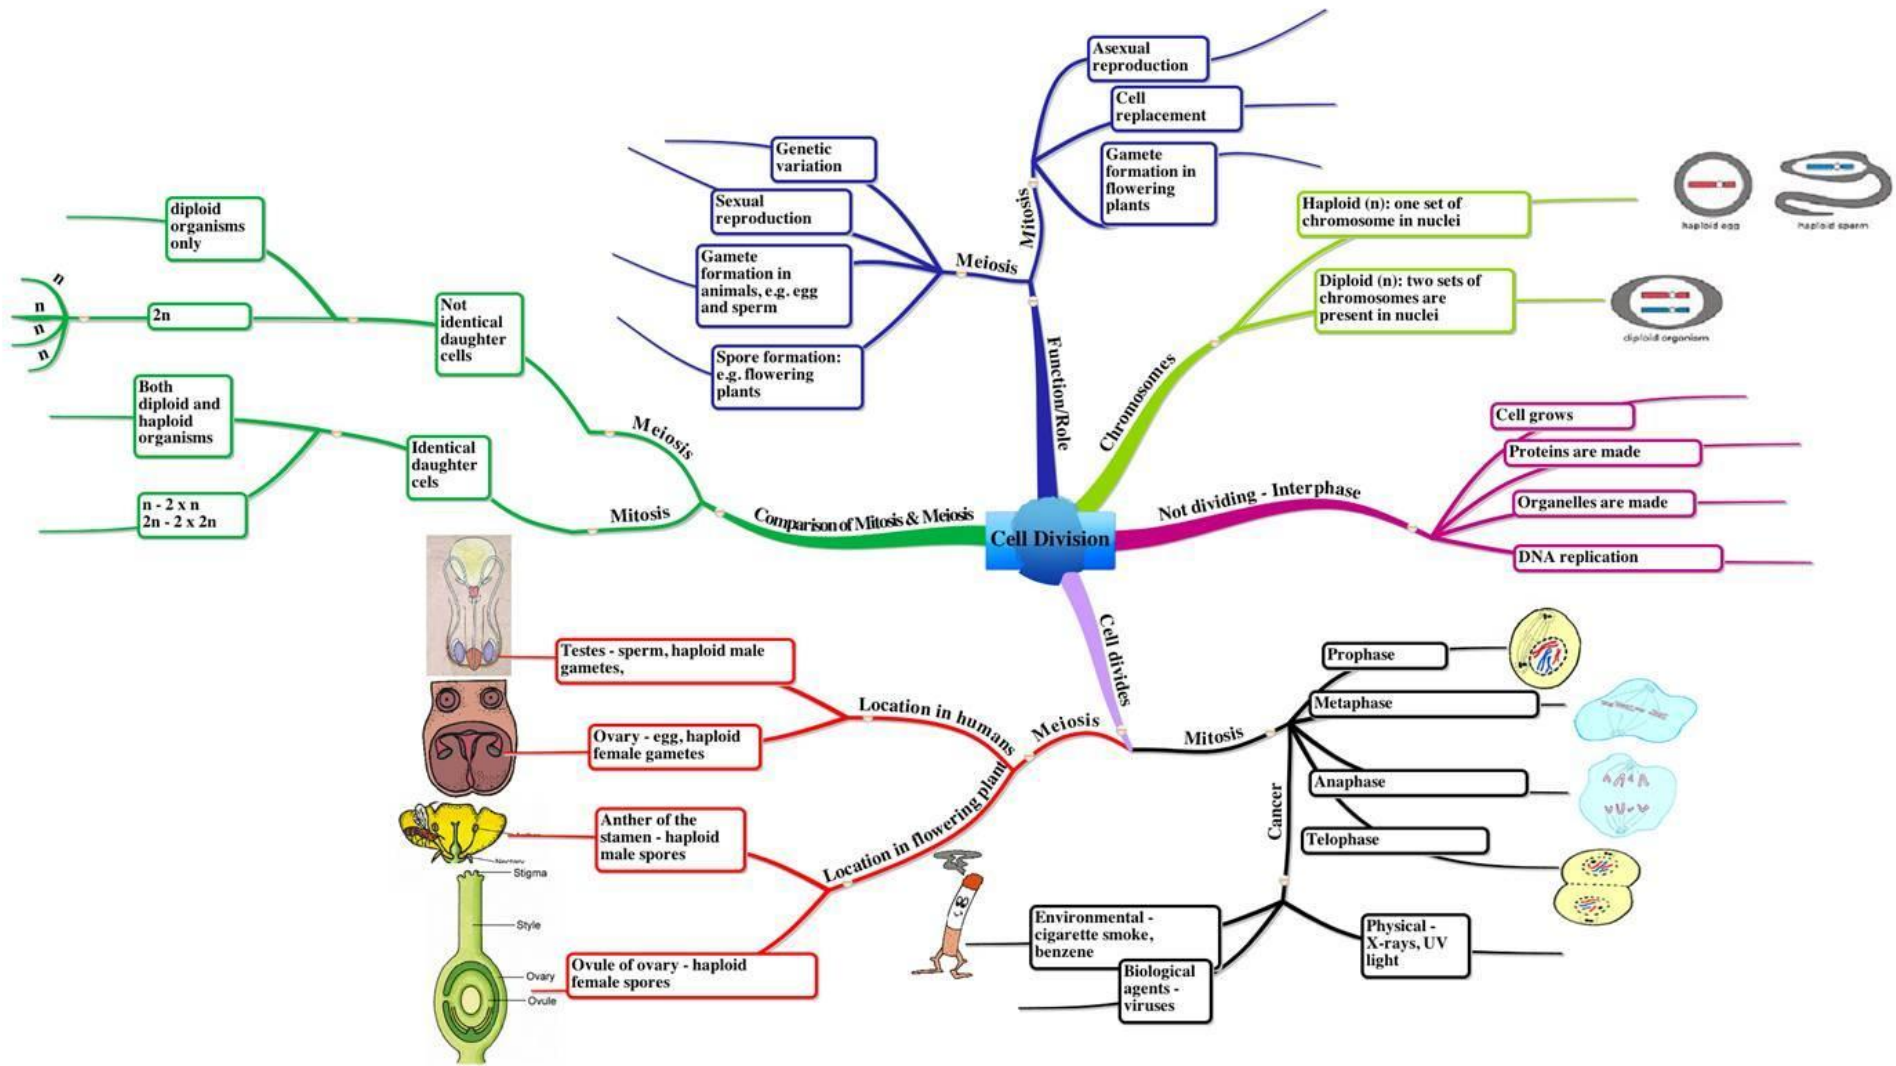 Cell Division
Function/Role
Mitosis
Asexual
reproduction
Cell
replacement
Gamete
formation in
flowering
plants
Meiosis
Genetic
variation
Sexual
reproduction
Gamete
formation in
animals, e.g. egg
and sperm
Spore formation:
e.g. flowering
plants
Chromosomes
Haploid (n): one set of
chromosome in nuclei
haploid egg
haploid sperm
Diploid (n): two sets of
chromosomes are
present in nuclei
diploid organism
Not dividing - Interphase
Cell grows
Proteins are made
Organelles are made
DNA replication
Cell divides
Mitosis
Prophase
Metaphase
Anaphase
Telophase
Cancer
Physical -
X-rays, UV
light
Environmental -
cigarette smoke,
benzene
Biological
agents -
viruses
Meiosis
Location in humans
Testes - sperm, haploid male
gametes,
Ovary - egg, haploid
female gametes
Location in flowering plant
Anther of the
stamen - haploid
male spores
Ovule of ovary - haploid
female spores
Stigma
Style
Ovary
Ovule
Comparison of Mitosis & Meiosis
Meiosis
Not
identical
daughter
cells
diploid
organisms
only
2n
n
n
n
n
Mitosis
Identical
daughter
cels
Both
diploid and
haploid
organisms
n - 2 x n
2n - 2 x 2n